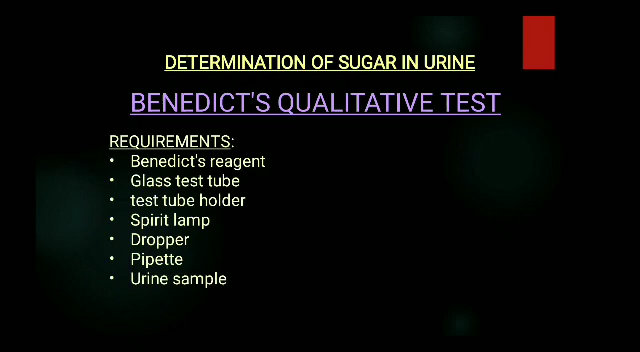 DETERMINATION OF SUGAR IN URINE
BENEDICT'S QUALITATIVE TEST
REQUIREMENTS:
• Benedict's reagent
• Glass test tube
• test tube holder
• Spirit lamp
• Dropper
• Pipette
• Urine sample